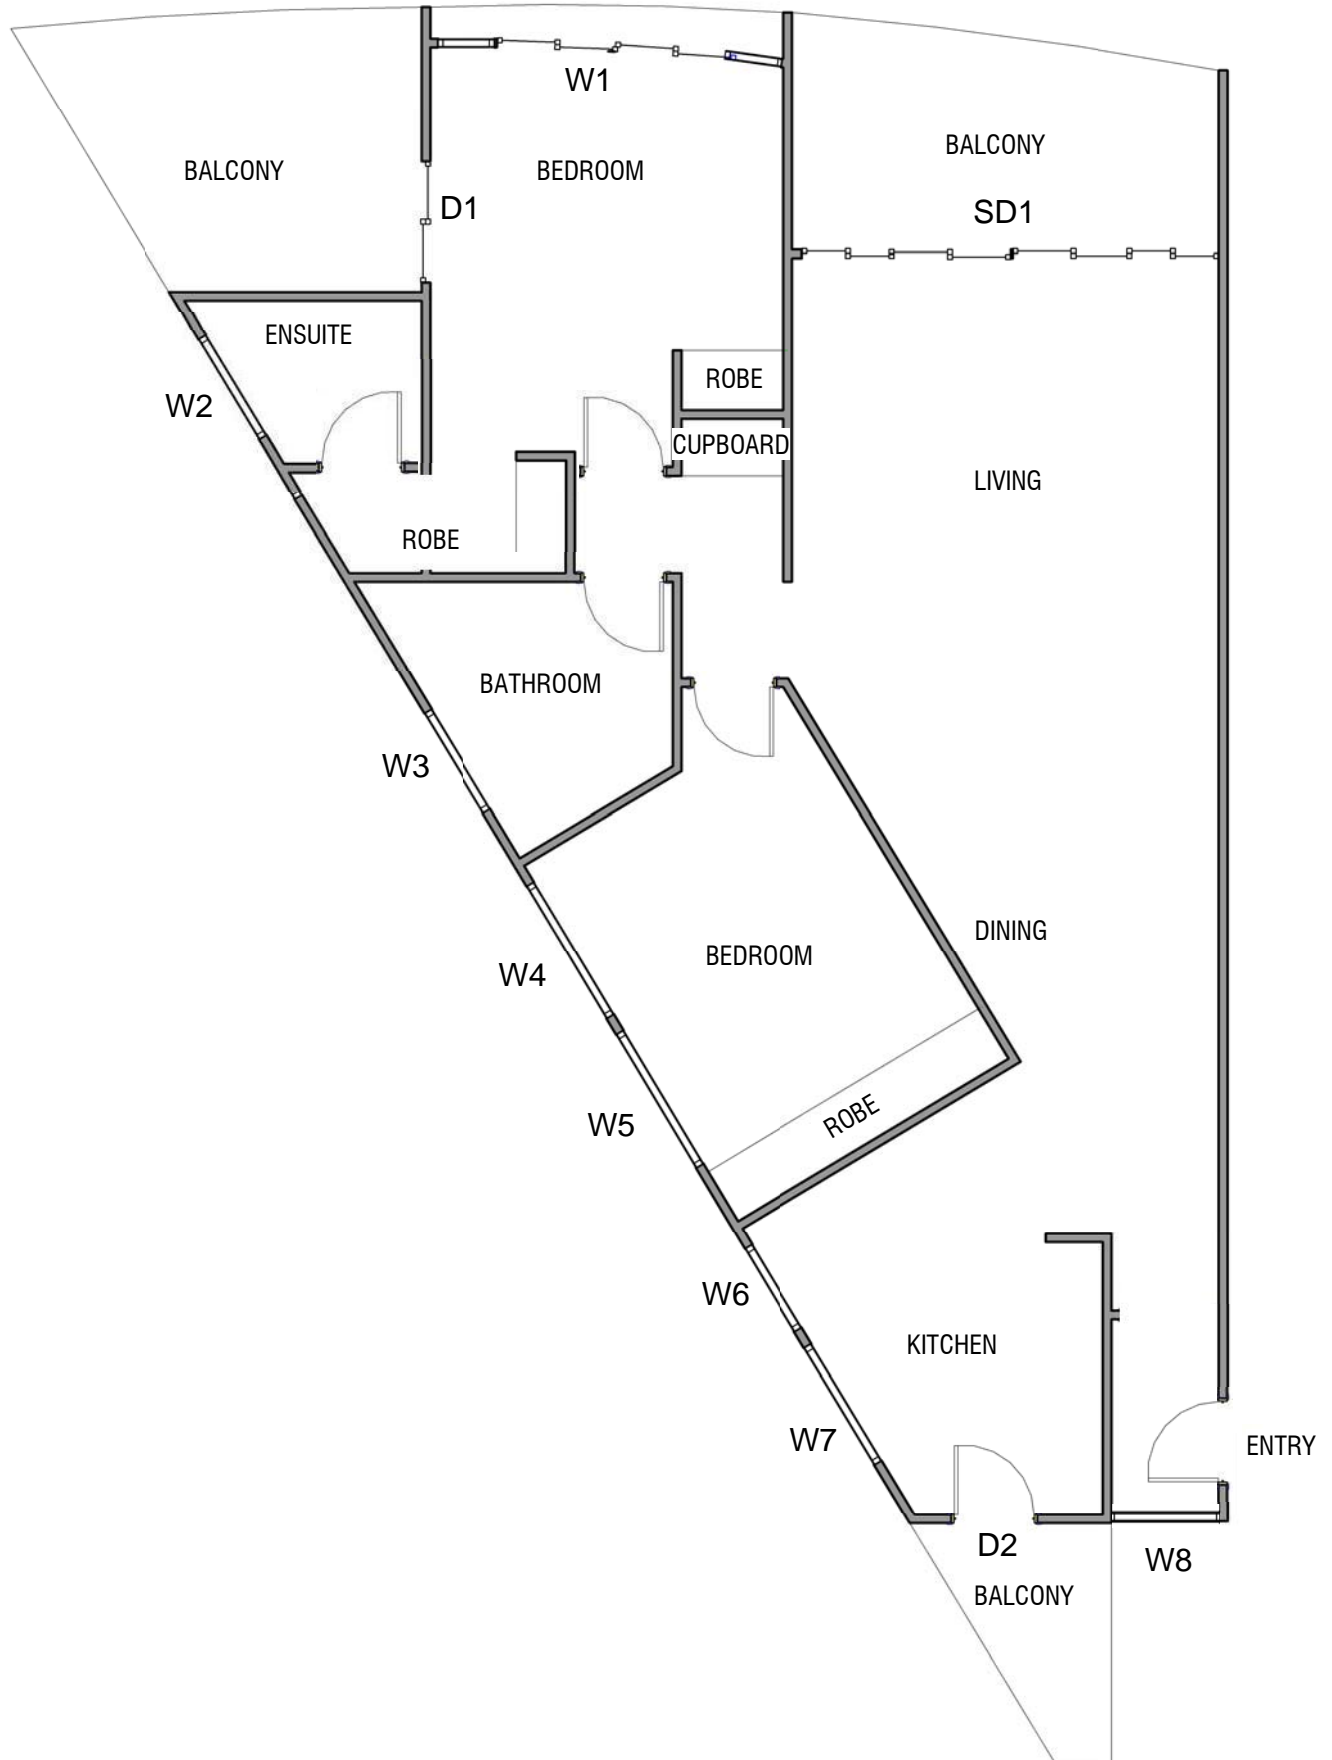 W1
BALCONY
BALCONY
BEDROOM
D1
SD1
ENSUITE
ROBE
W2
CUPBOARD
LIVING
ROBE
BATHROOM
W3
DINING
BEDROOM
W4
ROBE
W5
W6
KITCHEN
W7
ENTRY
D2
W8
BALCONY